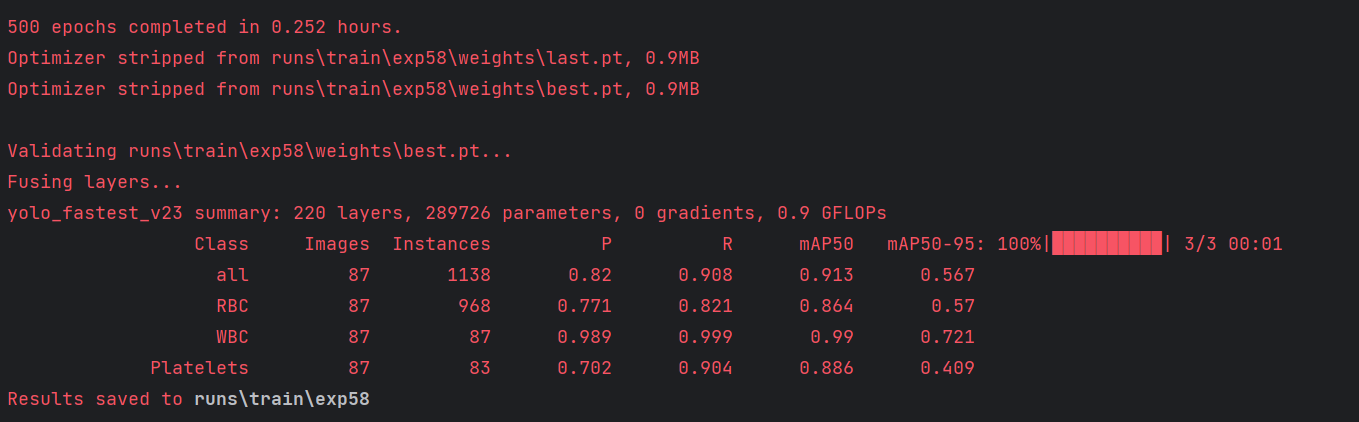 500 epochs completed in 0.252 hours.
Optimizer stripped from runs\train\exp58\weights\last.pt, 0.9MB
Optimizer stripped from runs\train\exp58\weights\best.pt, 0.9MB
Validating runs\train\exp58\weights\best.pt...
Fusing layers...
yolo_fastest_v23 summary: 220 layers, 289726 parameters, 0 gradients, 0.9 GFLOPs
Class Images Instances P R mAP50 mAP50-95: 100%|██████████| 3/3 00:01
all 87 1138 0.82 0.908 0.913 0.567
RBC 87 968 0.771 0.821 0.864 0.57
WBC 87 87 0.989 0.999 0.99 0.721
Platelets 87 83 0.702 0.904 0.886 0.409
Results saved to runs\train\exp58